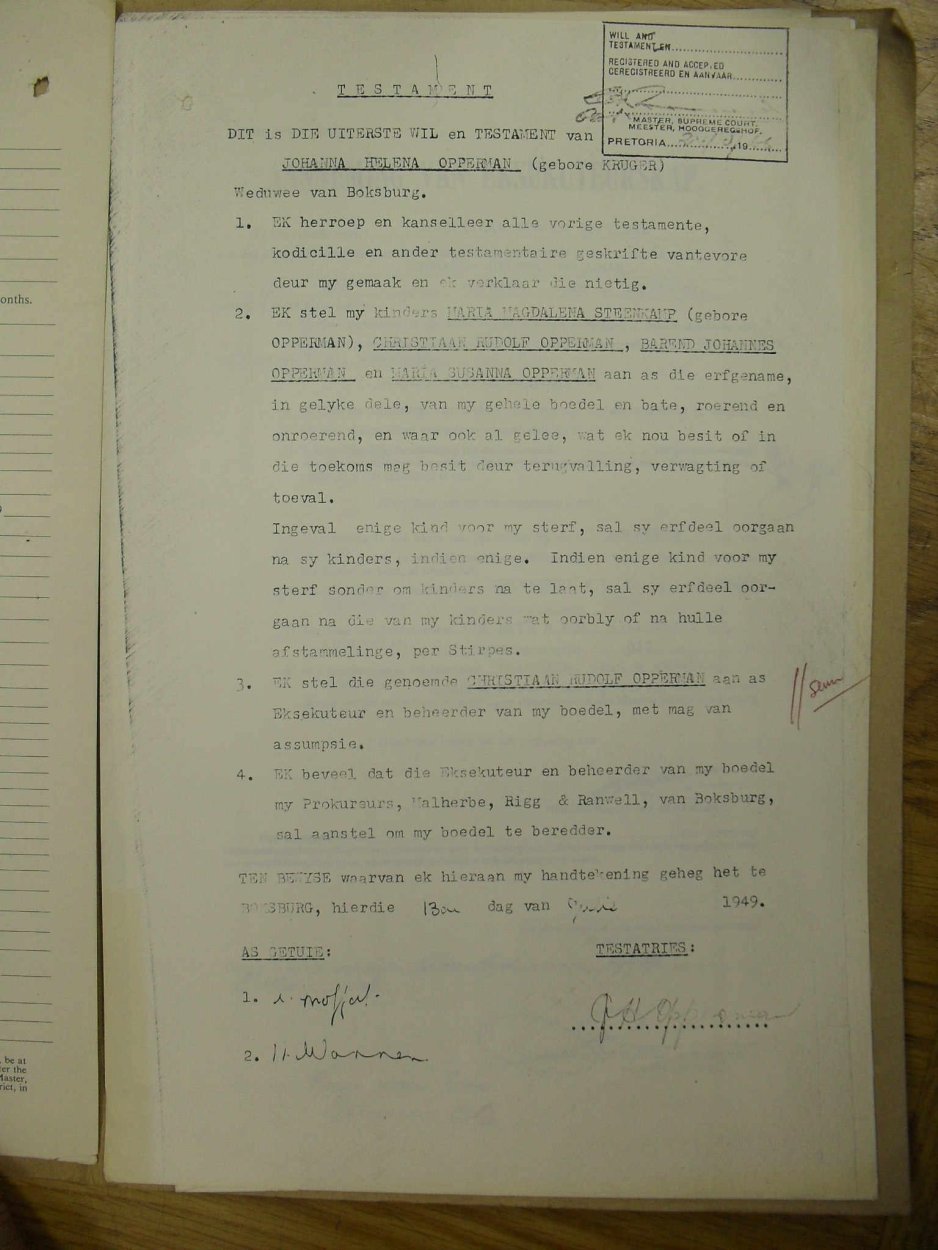 WILL AND
TESTAMENT EN
REGISTERED AND ACCEPTED
GEREGISTREERD EN AANVAAR
MASTER, SUPREME COURT.
MEESTER, HOOGGEREGSHOF.
PRETORIA 19
TESTAMENT
DIT is DIE UITERSTE WIL en TESTAMENT van
JOHANNA HELENA OPPERMAN (gebore KRUGER)
Weduwee van Boksburg.
1. EK herroep en kanselleer alle vorige testamente,
kodicille en ander testamentaire geskrifte vantevore
deur my gemaak en ek verklaar die nietig.
2. EK stel my kinders MARIA MAGDALENA STEENKAMP (gebore
OPPERMAN), CHRISTIAAN RUDOLF OPPERMAN , BAREND JOHANNES
OPPERMAN en MARIA SUSANNA OPPERMAN aan as die erfgename,
in gelyke dele, van my gehele boedel en bate, roerend en
onroerend, en waar ook al gelee, wat ek nou besit of in
die toekoms mag besit deur terugvalling, verwagting of
toeval.
Ingeval enige kind voor my sterf, sal sy erfdeel oorgaan
na sy kinders, indien enige. Indien enige kind voor my
sterf sonder om kinders na te laat, sal sy erfdeel oor-
gaan na die van my kinders wat oorbly of na hulle
afstammelinge, per Stirpes.
3. EK stel die genoemde CHRISTIAAN RUDOLF OPPERMAN aan as
Eksekuteur en beheerder van my boedel, met mag van
assumpsie.
4. EK beveel dat die Eksekuteur en beheerder van my boedel
my Prokureurs, Malherbe, Rigg & Ranwell, van Boksburg,
sal aanstel om my boedel te beredder.
TEN BEWYSE waarvan ek hieraan my handtekening geheg het te
BOKSBURG, hierdie 13de dag van 1949.
AS GETUIE:
TESTATRIES:
1.
J H Opperman
2.
onths.
, be at
ter the
Master,
rict, in